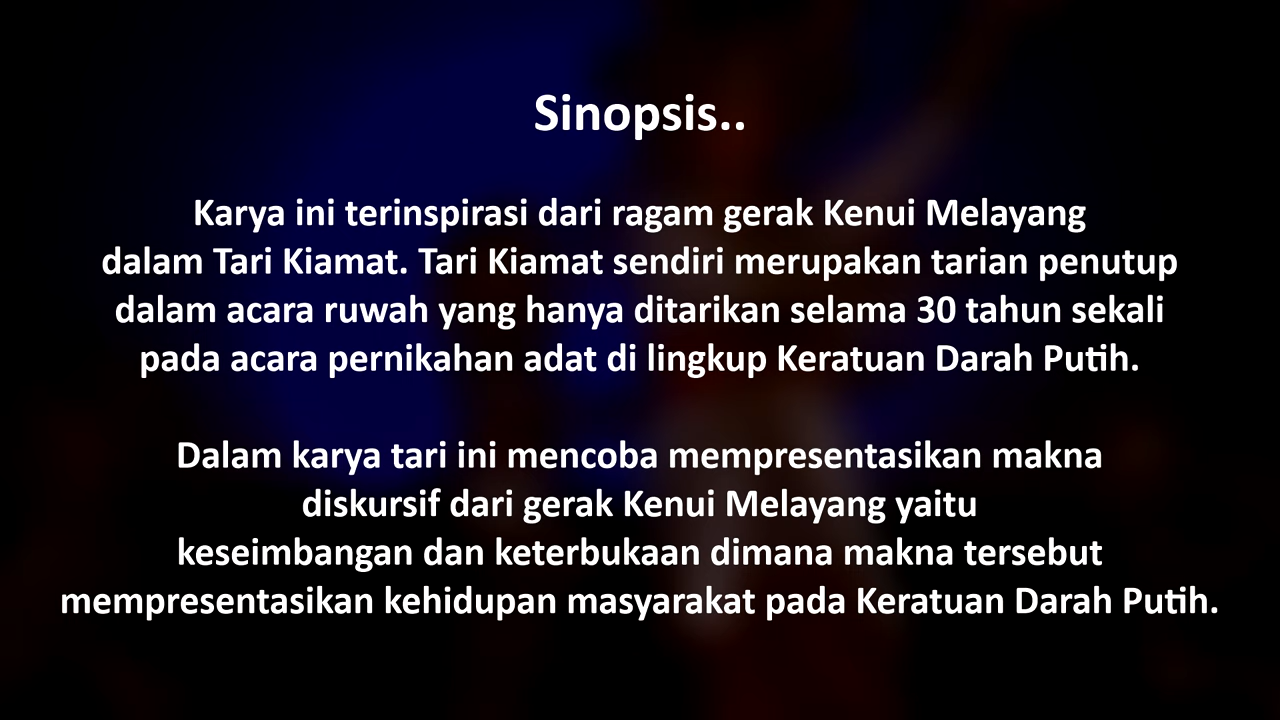 Sinopsis..
Karya ini terinspirasi dari ragam gerak Kenui Melayang
dalam Tari Kiamat. Tari Kiamat sendiri merupakan tarian penutup
dalam acara ruwah yang hanya ditarikan selama 30 tahun sekali
pada acara pernikahan adat di lingkup Keratuan Darah Putih.
Dalam karya tari ini mencoba mempresentasikan makna
diskursif dari gerak Kenui Melayang yaitu
keseimbangan dan keterbukaan dimana makna tersebut
mempresentasikan kehidupan masyarakat pada Keratuan Darah Putih.